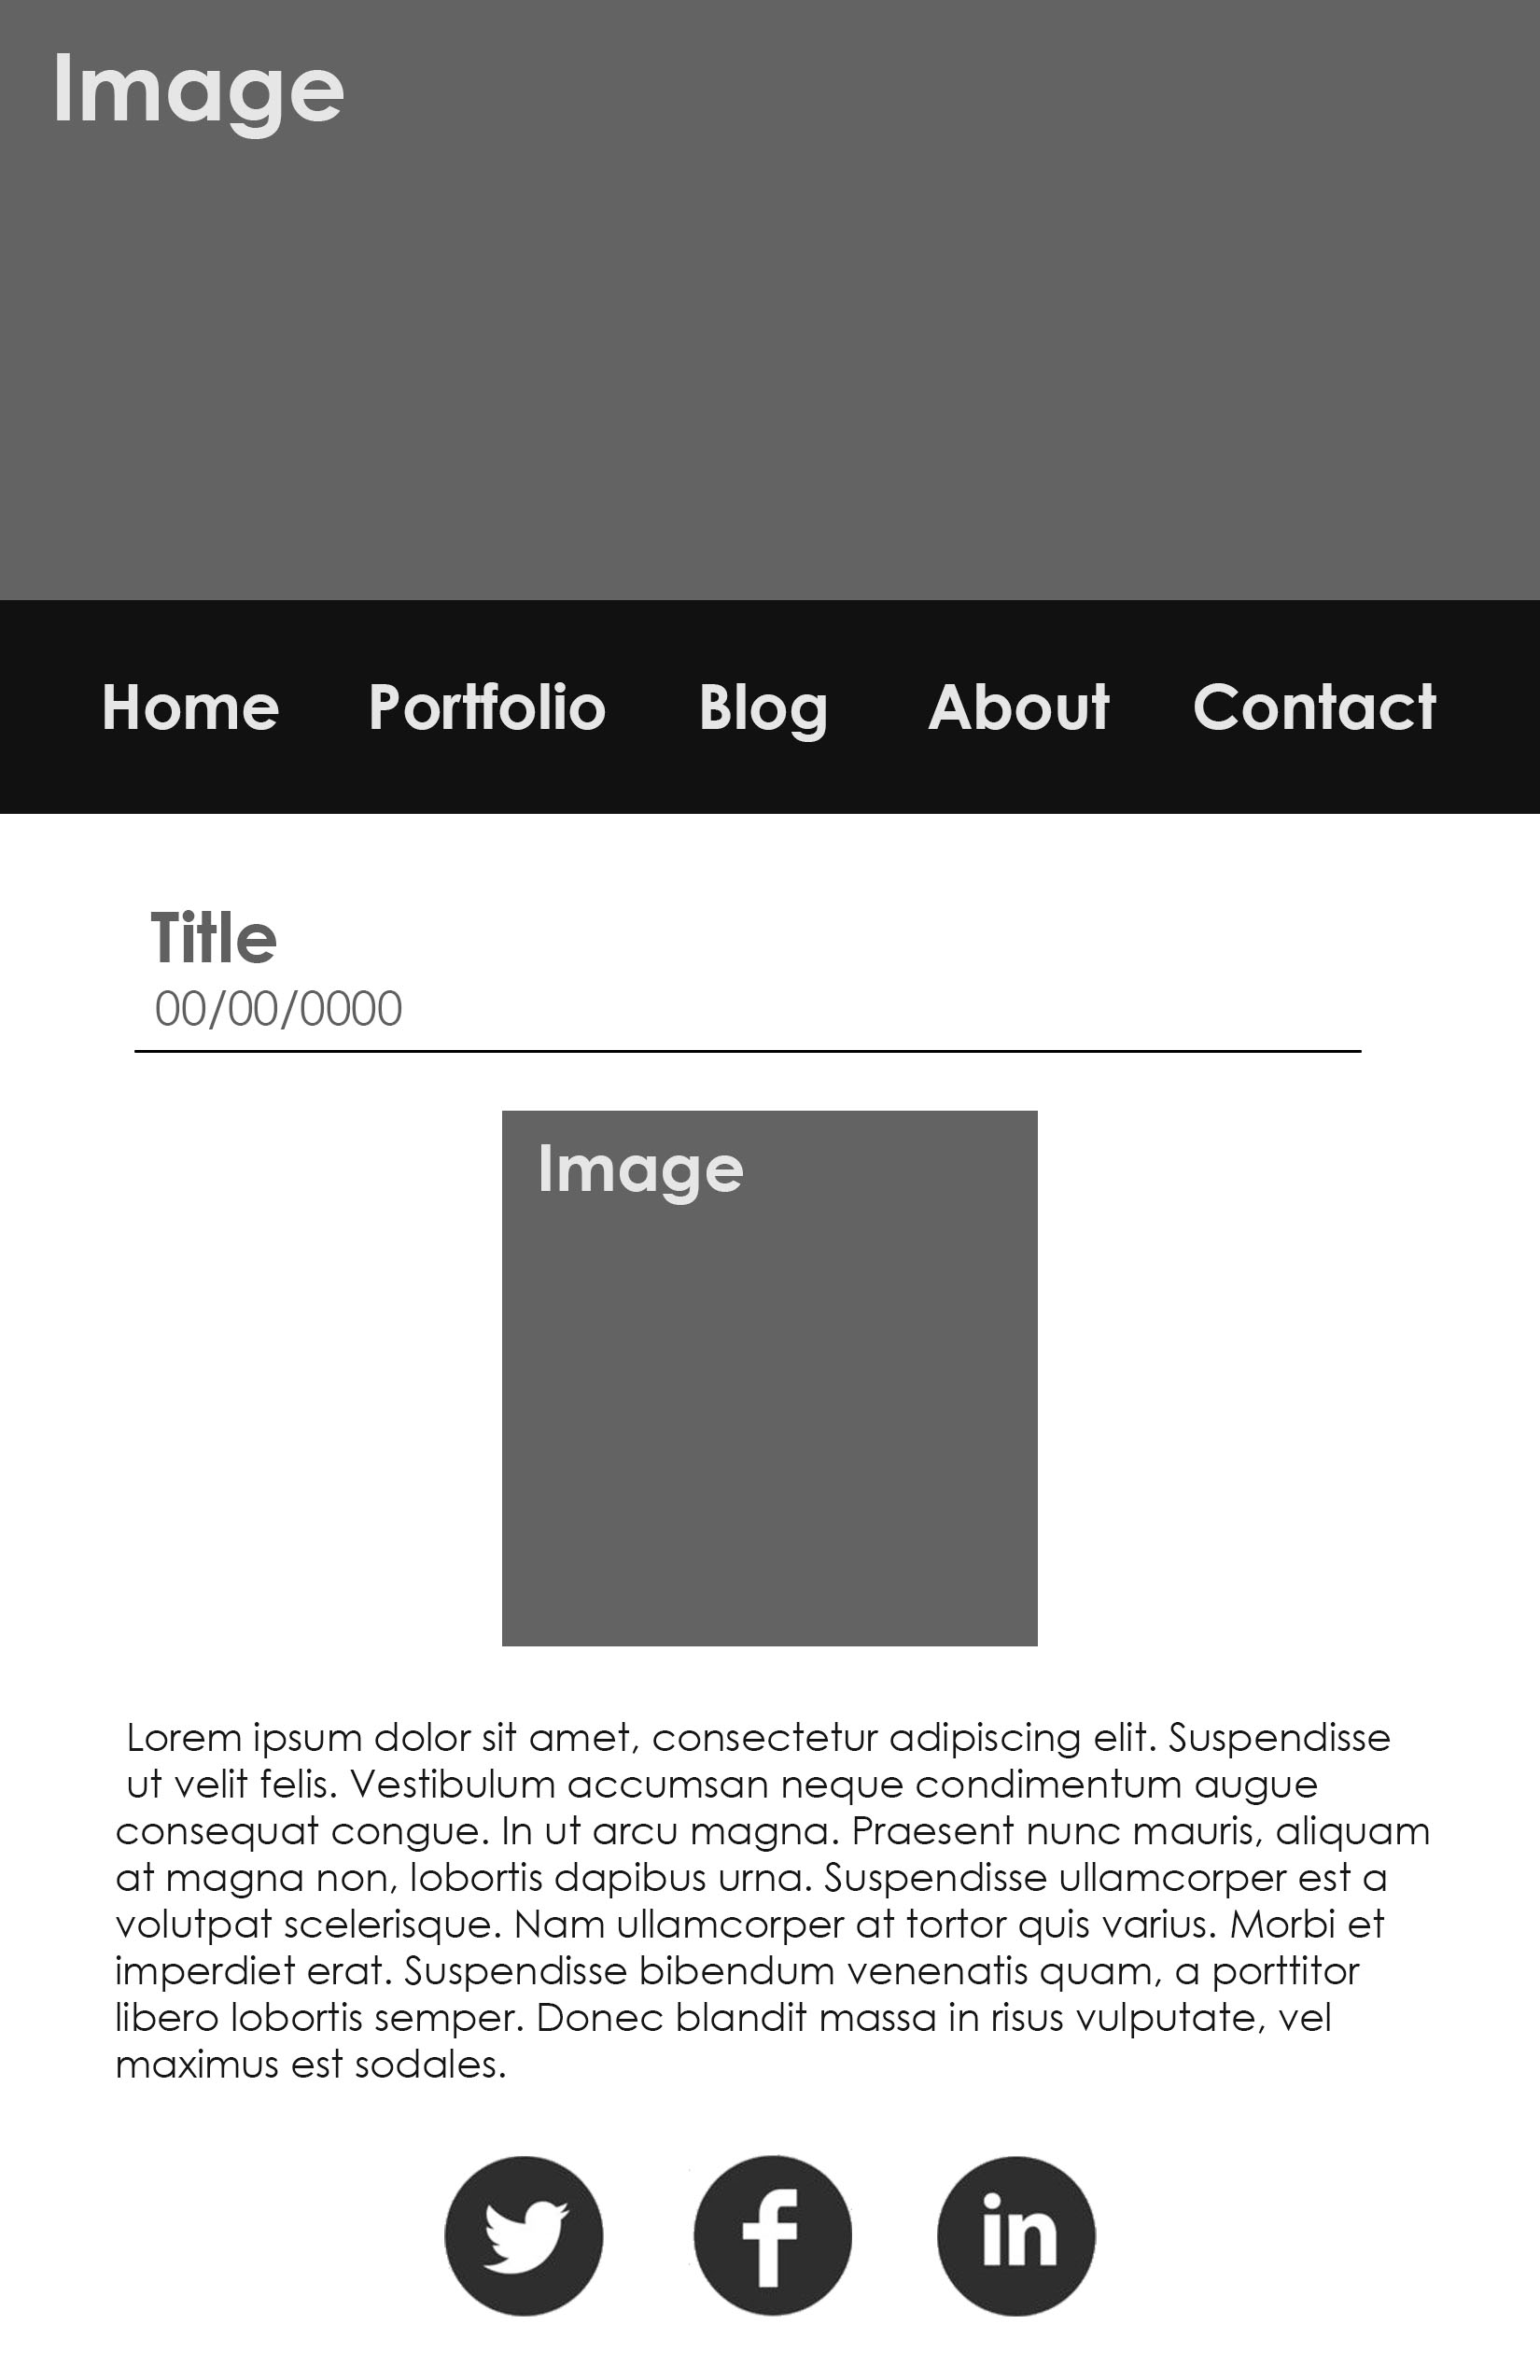 Image
Home Portfolio Blog About Contact
Title
00/00/0000
Image
Lorem ipsum dolor sit amet, consectetur adipiscing elit. Suspendisse
ut velit felis. Vestibulum accumsan neque condimentum augue
consequat congue. In ut arcu magna. Praesent nunc mauris, aliquam
at magna non, lobortis dapibus urna. Suspendisse ullamcorper est a
volutpat scelerisque. Nam ullamcorper at tortor quis varius. Morbi et
imperdiet erat. Suspendisse bibendum venenatis quam, a porttitor
libero lobortis semper. Donec blandit massa in risus vulputate, vel
maximus est sodales.
f in